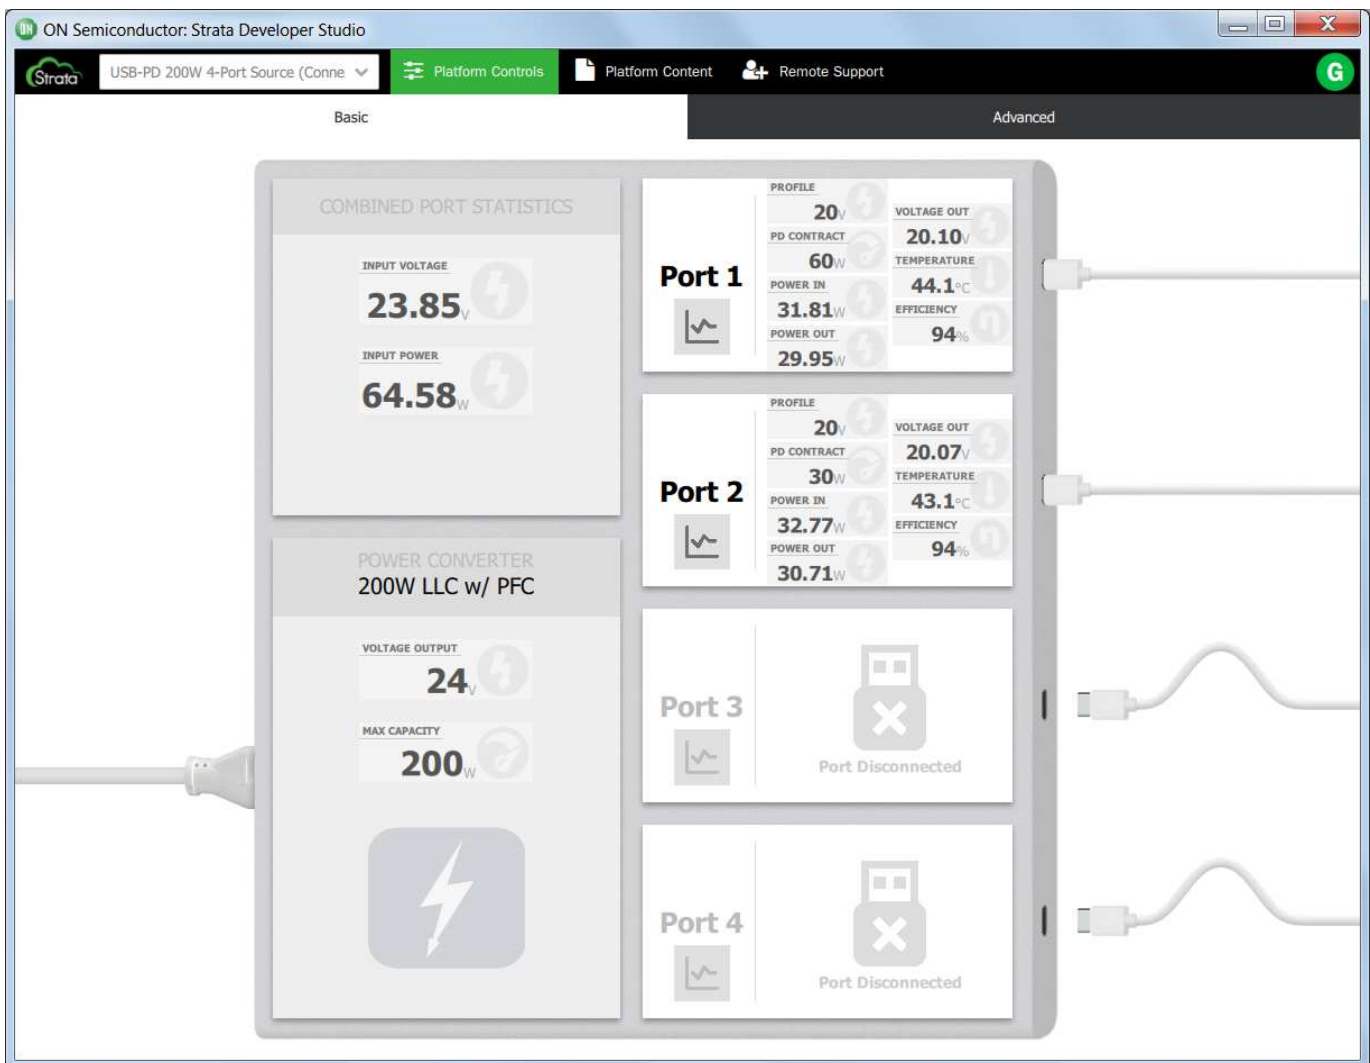 ON Semiconductor: Strata Developer Studio
Strata
USB-PD 200W 4-Port Source (Conne
Platform Controls
Platform Content
Remote Support
G
Basic
Advanced
COMBINED PORT STATISTICS
INPUT VOLTAGE
23.85V
INPUT POWER
64.58W
POWER CONVERTER
200W LLC w/ PFC
VOLTAGE OUTPUT
24V
MAX CAPACITY
200W
Port 1
PROFILE
20V
PD CONTRACT
60W
POWER IN
31.81W
POWER OUT
29.95W
VOLTAGE OUT
20.10V
TEMPERATURE
44.1°C
EFFICIENCY
94%
Port 2
PROFILE
20V
PD CONTRACT
30W
POWER IN
32.77W
POWER OUT
30.71W
VOLTAGE OUT
20.07V
TEMPERATURE
43.1°C
EFFICIENCY
94%
Port 3
Port Disconnected
Port 4
Port Disconnected